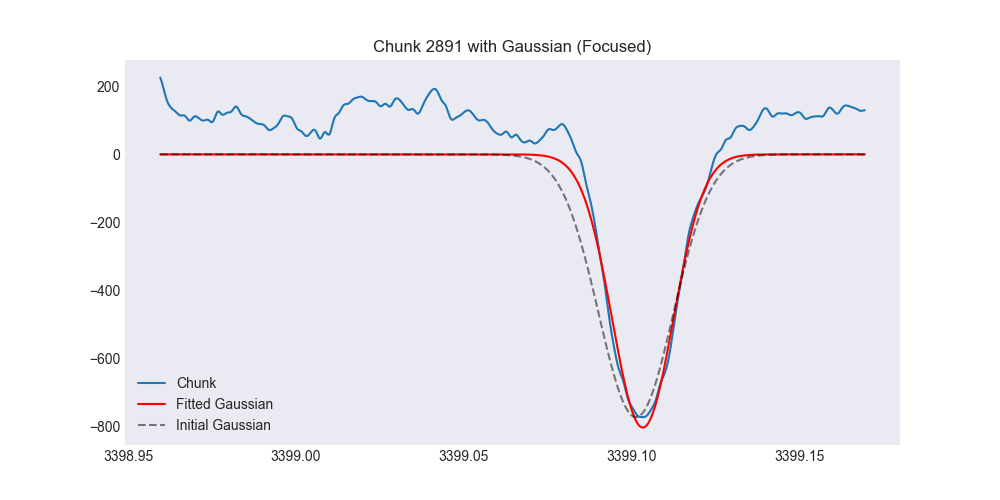 Chunk 2891 with Gaussian (Focused)
200
0
−200
−400
−600
−800
Chunk
Fitted Gaussian
Initial Gaussian
3398.95 3399.00 3399.05 3399.10 3399.15